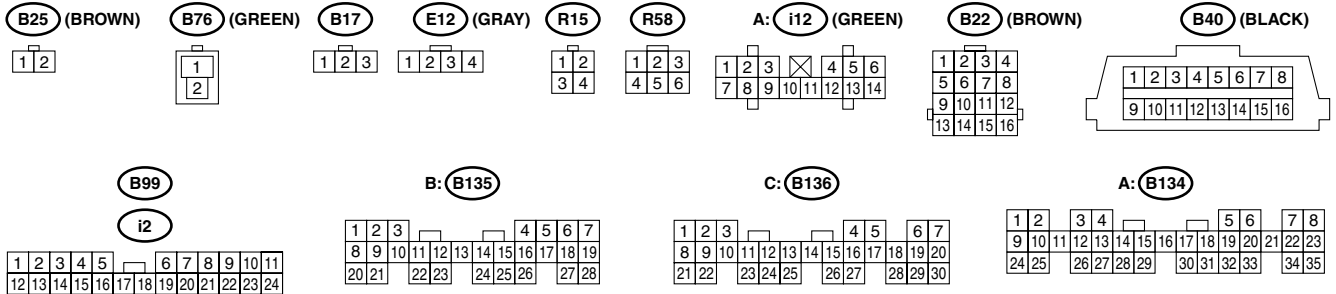 B25 (BROWN) B76 (GREEN) B17 E12 (GRAY) R15 R58 A: i12 (GREEN) B22 (BROWN) B40 (BLACK)
1 2
1
2
1 2 3
1 2 3 4
1 2
3 4
1 2 3
4 5 6
1 2 3 4 5 6
7 8 9 10 11 12 13 14
1 2 3 4
5 6 7 8
9 10 11 12
13 14 15 16
1 2 3 4 5 6 7 8
9 10 11 12 13 14 15 16
B99
i2
1 2 3 4 5 6 7 8 9 10 11
12 13 14 15 16 17 18 19 20 21 22 23 24
B: B135
1 2 3 4 5 6 7
8 9 10 11 12 13 14 15 16 17 18 19
20 21 22 23 24 25 26 27 28
C: B136
1 2 3 4 5 6 7
8 9 10 11 12 13 14 15 16 17 18 19 20
21 22 23 24 25 26 27 28 29 30
A: B134
1 2 3 4 5 6 7 8
9 10 11 12 13 14 15 16 17 18 19 20 21 22 23
24 25 26 27 28 29 30 31 32 33 34 35